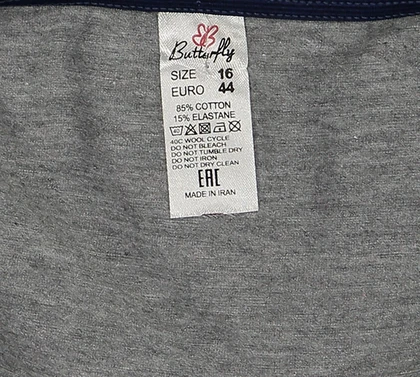 Butterfly
SIZE 16
EURO 44
85% COTTON
15% ELASTANE
40
40C WOOL CYCLE
DO NOT BLEACH
DO NOT TUMBLE DRY
DO NOT IRON
DO NOT DRY CLEAN
EAC
MADE IN IRAN